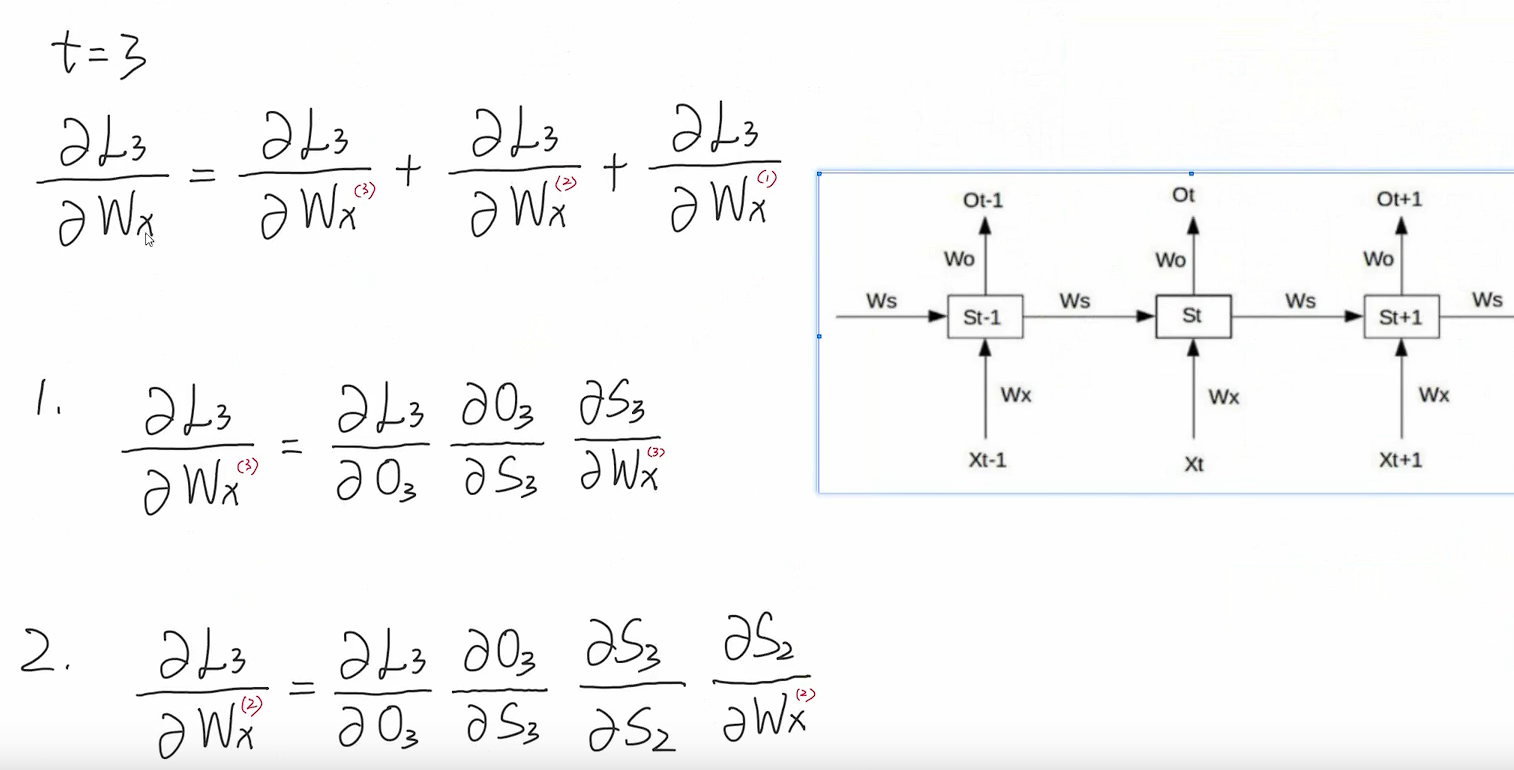 t=3
∂L₃/∂Wx = ∂L₃/∂Wx⁽³⁾ + ∂L₃/∂Wx⁽²⁾ + ∂L₃/∂Wx⁽¹⁾
Ot-1 Ot Ot+1
Wo Wo Wo
Ws Ws Ws Ws
St-1 St St+1
Wx Wx Wx
Xt-1 Xt Xt+1
1. ∂L₃/∂Wx⁽³⁾ = ∂L₃/∂O₃ ∂O₃/∂S₃ ∂S₃/∂Wx⁽³⁾
2. ∂L₃/∂Wx⁽²⁾ = ∂L₃/∂O₃ ∂O₃/∂S₃ ∂S₃/∂S₂ ∂S₂/∂Wx⁽²⁾